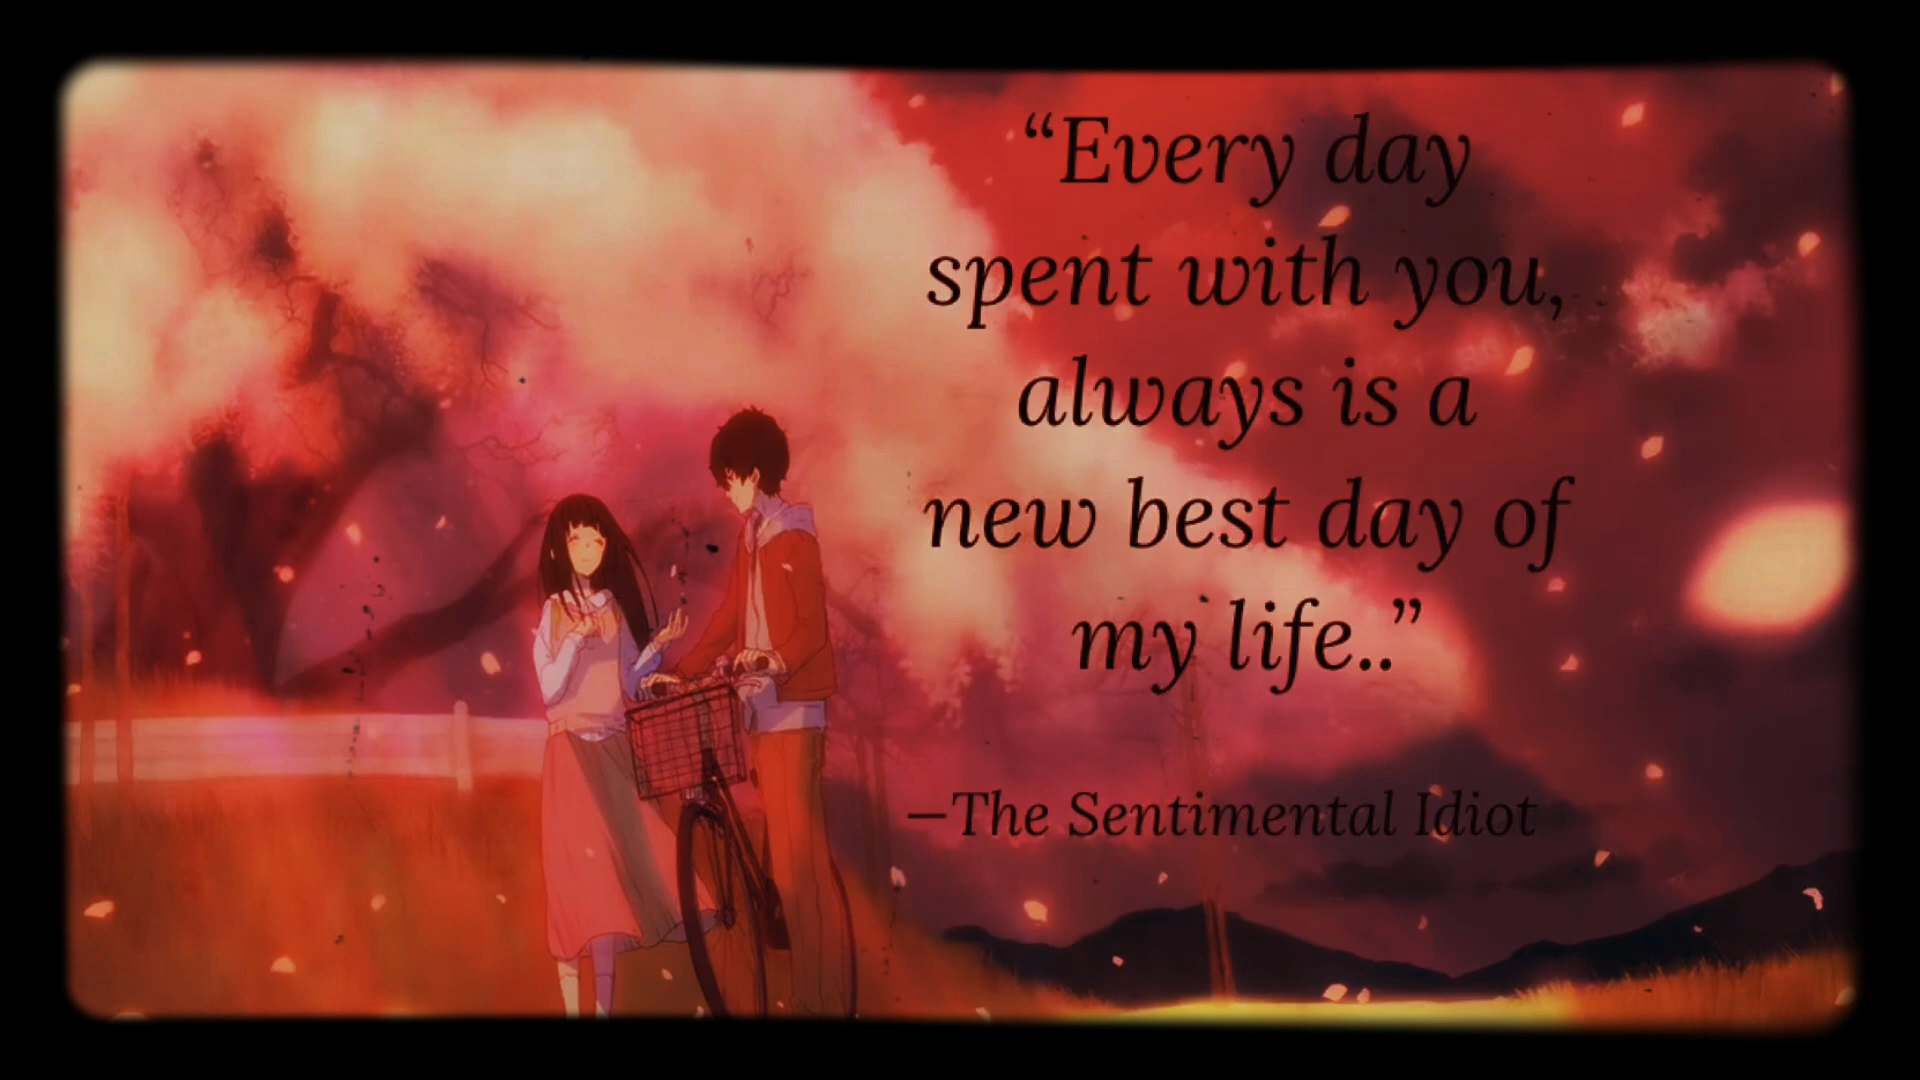 “Every day
spent with you,
always is a
new best day of
my life..”
—The Sentimental Idiot